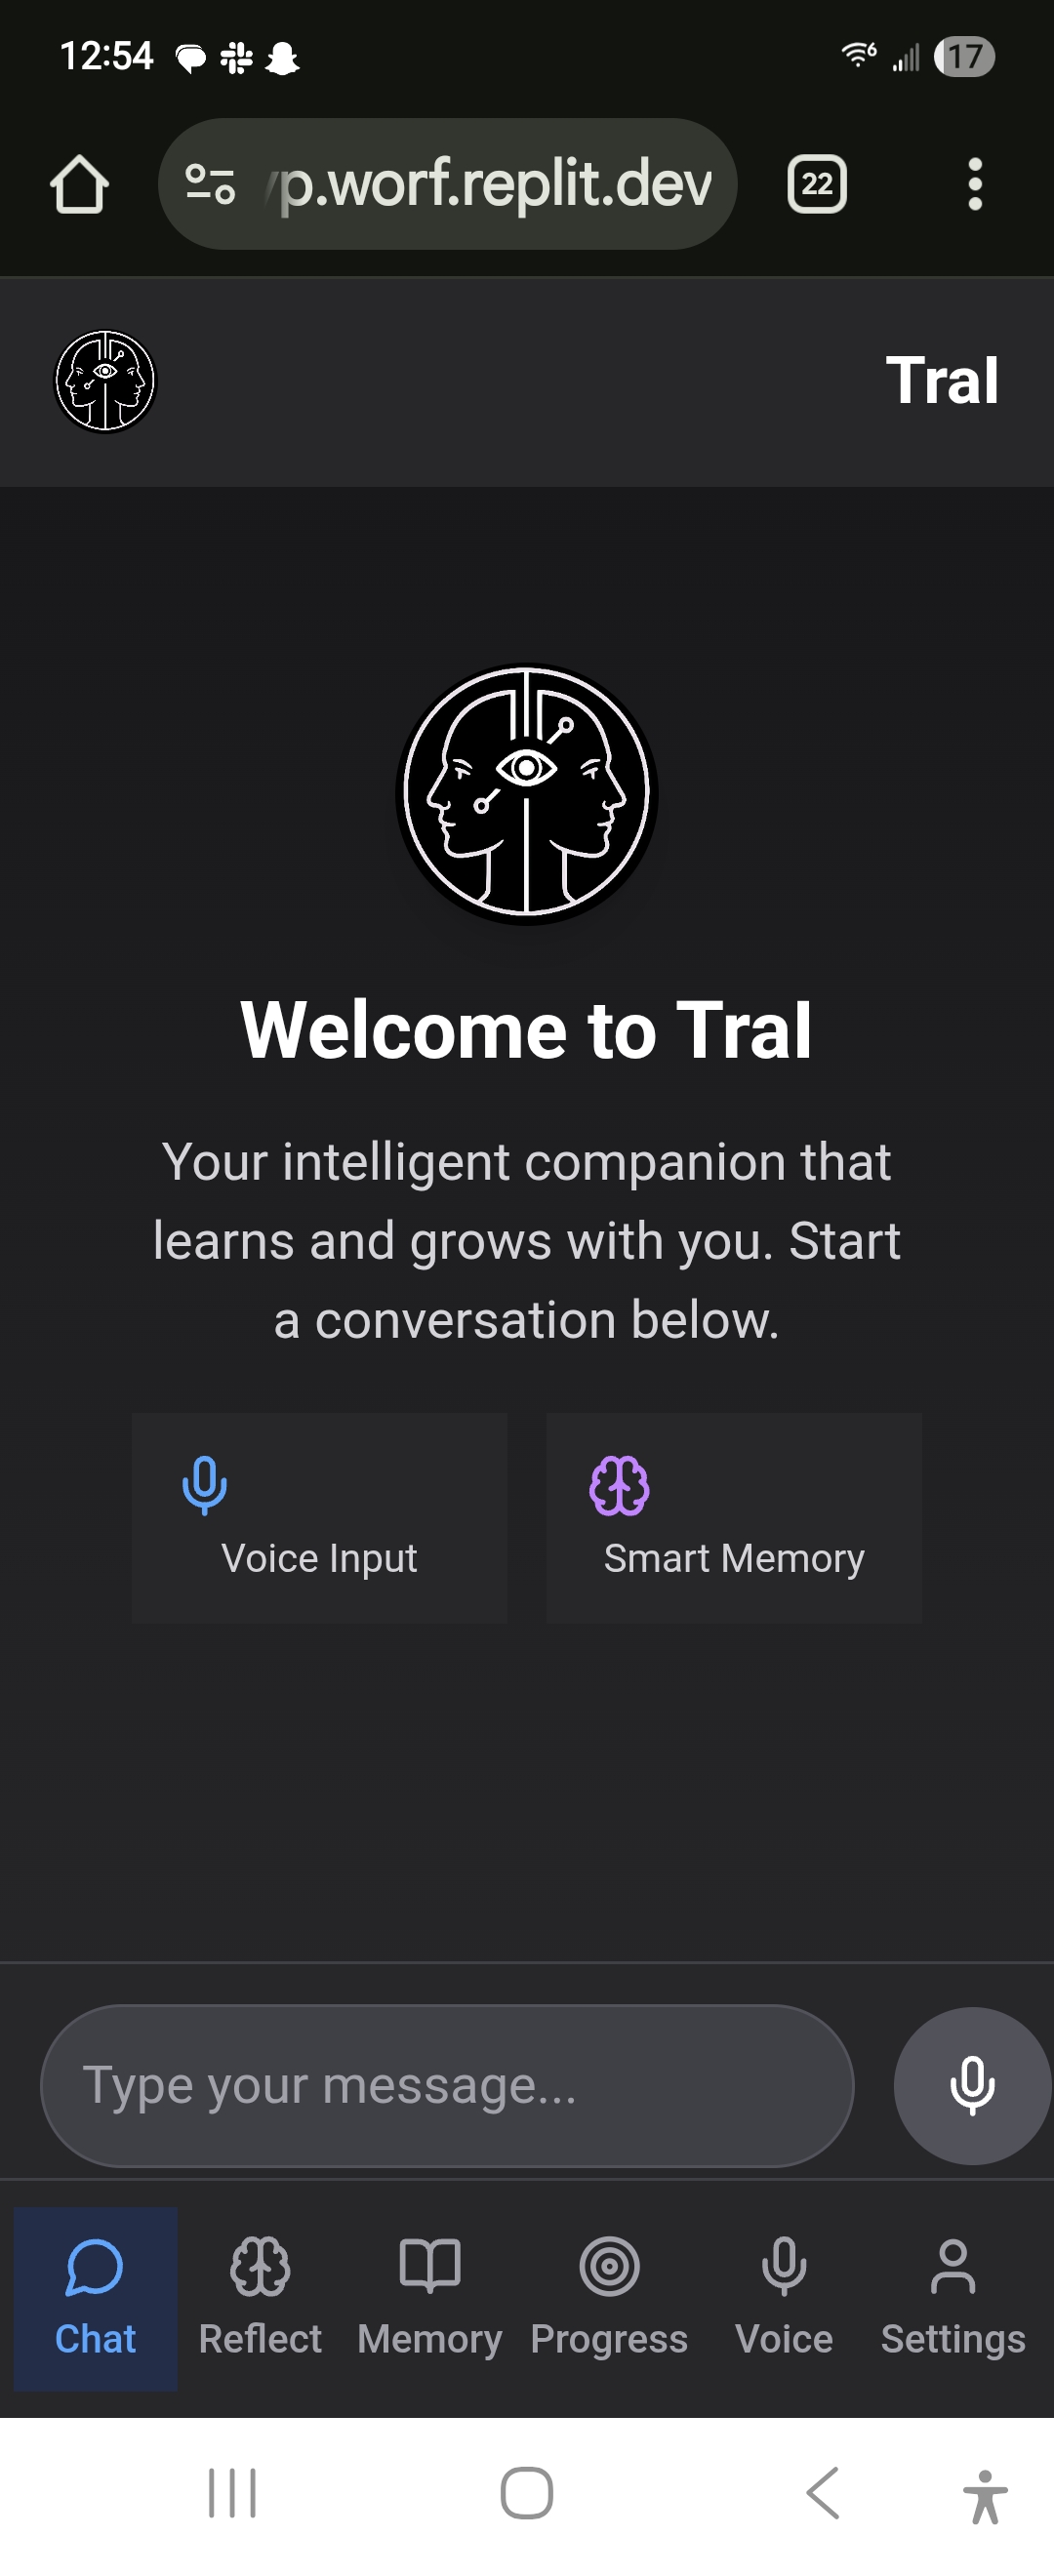 12:54
17
p.worf.replit.dev
22
Tral
Welcome to Tral
Your intelligent companion that
learns and grows with you. Start
a conversation below.
Voice Input
Smart Memory
Type your message...
Chat
Reflect
Memory
Progress
Voice
Settings